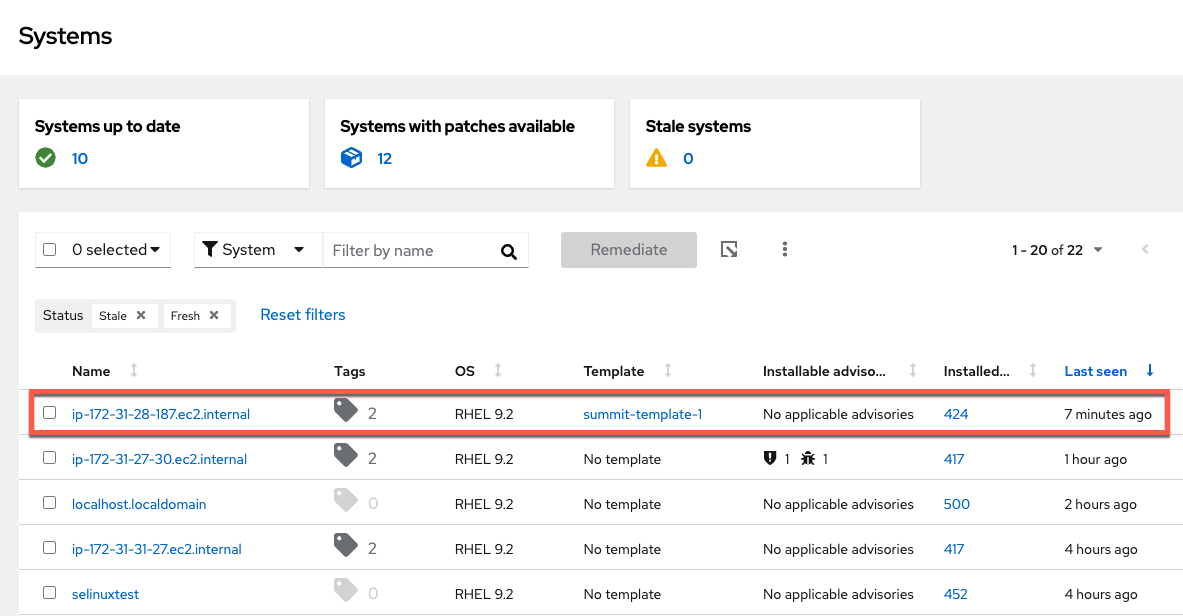 Systems
Systems up to date
10
Systems with patches available
12
Stale systems
0
0 selected
System
Filter by name
Remediate
1 - 20 of 22
Status Stale Fresh Reset filters
Name Tags OS Template Installable adviso... Installed... Last seen
ip-172-31-28-187.ec2.internal 2 RHEL 9.2 summit-template-1 No applicable advisories 424 7 minutes ago
ip-172-31-27-30.ec2.internal 2 RHEL 9.2 No template 1 1 417 1 hour ago
localhost.localdomain 0 RHEL 9.2 No template No applicable advisories 500 2 hours ago
ip-172-31-31-27.ec2.internal 2 RHEL 9.2 No template No applicable advisories 417 4 hours ago
selinuxtest 0 RHEL 9.2 No template No applicable advisories 452 4 hours ago